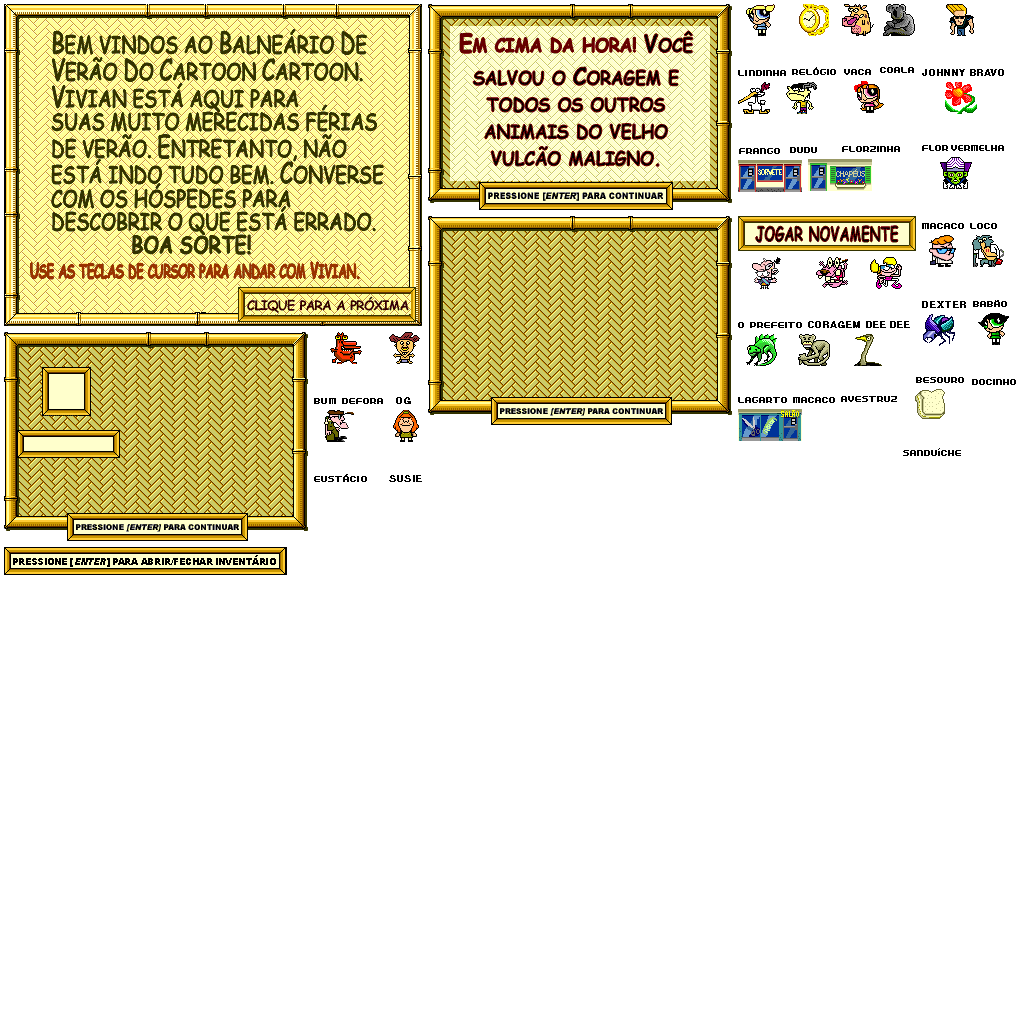 BEM VINDOS AO BALNEÁRIO DE
VERÃO DO CARTOON CARTOON.
VIVIAN ESTÁ AQUI PARA
SUAS MUITO MERECIDAS FÉRIAS
DE VERÃO. ENTRETANTO, NÃO
ESTÁ INDO TUDO BEM. CONVERSE
COM OS HÓSPEDES PARA
DESCOBRIR O QUE ESTÁ ERRADO.
BOA SORTE!
USE AS TECLAS DE CURSOR PARA ANDAR COM VIVIAN.
CLIQUE PARA A PRÓXIMA
EM CIMA DA HORA! VOCÊ
SALVOU O CORAGEM E
TODOS OS OUTROS
ANIMAIS DO VELHO
VULCÃO MALIGNO.
PRESSIONE [ENTER] PARA CONTINUAR
LINDINHA RELÓGIO VACA COALA JOHNNY BRAVO
FRANGO DUDU FLORZINHA FLOR VERMELHA
SORVETE CHAPÉUS
JOGAR NOVAMENTE
MACACO LOCO
DEXTER BABÃO
O PREFEITO CORAGEM DEE DEE
BESOURO DOCINHO
LAGARTO MACACO AVESTRUZ
SALÃO
SANDUÍCHE
PRESSIONE [ENTER] PARA CONTINUAR
BUM DEFORA OG
EUSTÁCIO SUSIE
PRESSIONE [ENTER] PARA CONTINUAR
PRESSIONE [ENTER] PARA ABRIR/FECHAR INVENTÁRIO